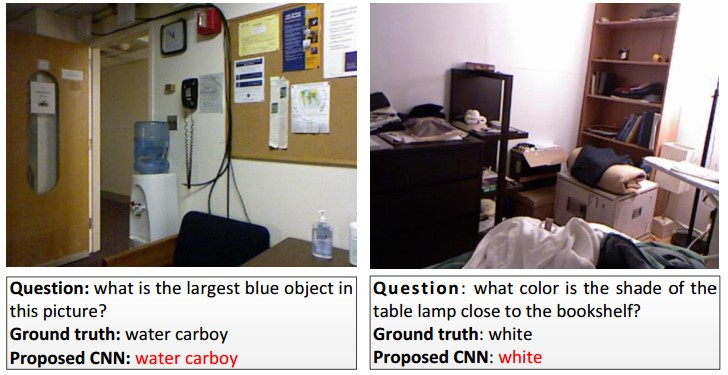 Question: what is the largest blue object in
this picture?
Ground truth: water carboy
Proposed CNN: water carboy
Question: what color is the shade of the
table lamp close to the bookshelf?
Ground truth: white
Proposed CNN: white